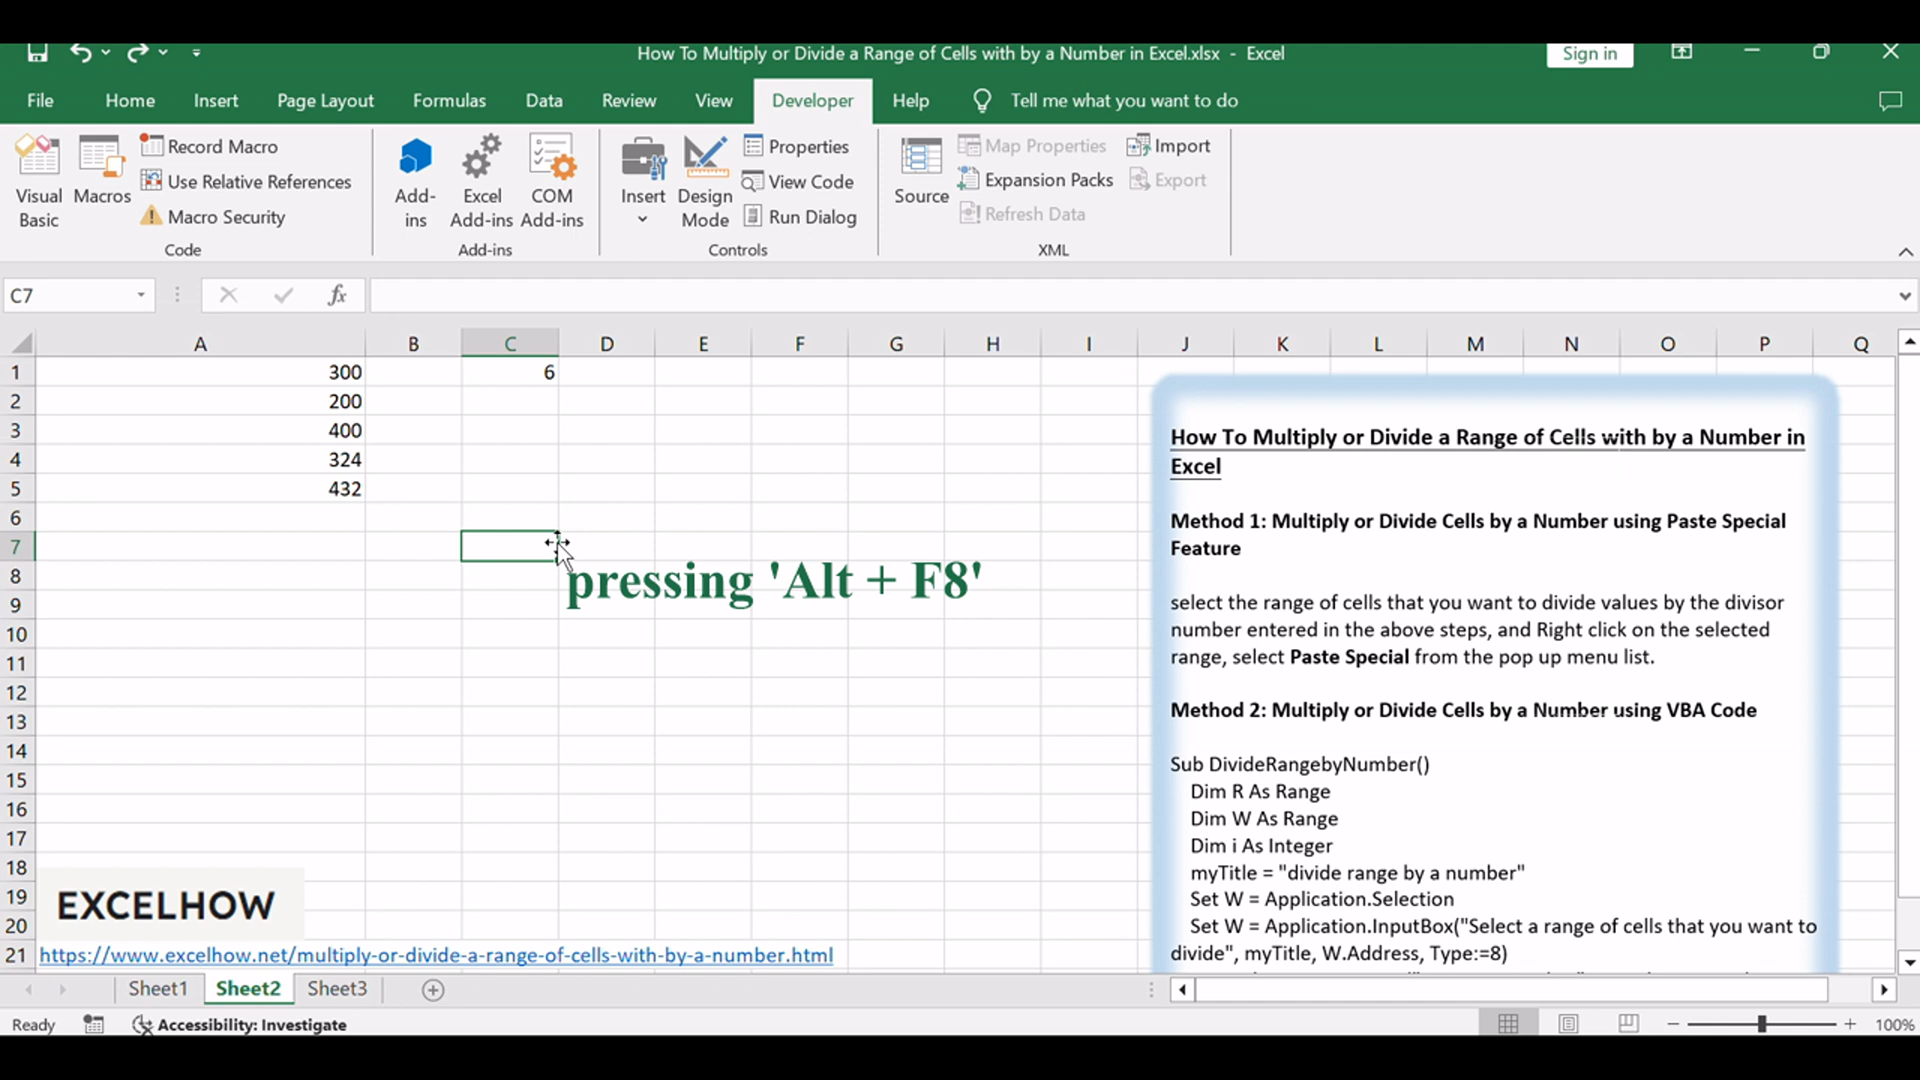 How To Multiply or Divide a Range of Cells with by a Number in Excel.xlsx - Excel
Sign in
File Home Insert Page Layout Formulas Data Review View Developer Help Tell me what you want to do
Visual Basic
Macros
Record Macro
Use Relative References
Macro Security
Code
Add-ins
Excel Add-ins
COM Add-ins
Add-ins
Insert
Design Mode
Properties
View Code
Run Dialog
Controls
Source
Map Properties
Expansion Packs
Refresh Data
Import
Export
XML
C7
fx
A B C D E F G H I J K L M N O P Q
1 300 6
2 200
3 400
4 324
5 432
6
7
8
9
10
11
12
13
14
15
16
17
18
19
20
21
pressing 'Alt + F8'
How To Multiply or Divide a Range of Cells with by a Number in
Excel
Method 1: Multiply or Divide Cells by a Number using Paste Special
Feature
select the range of cells that you want to divide values by the divisor
number entered in the above steps, and Right click on the selected
range, select Paste Special from the pop up menu list.
Method 2: Multiply or Divide Cells by a Number using VBA Code
Sub DivideRangebyNumber()
Dim R As Range
Dim W As Range
Dim i As Integer
myTitle = "divide range by a number"
Set W = Application.Selection
Set W = Application.InputBox("Select a range of cells that you want to
divide", myTitle, W.Address, Type:=8)
EXCELHOW
https://www.excelhow.net/multiply-or-divide-a-range-of-cells-with-by-a-number.html
Sheet1 Sheet2 Sheet3
Ready
Accessibility: Investigate
100%